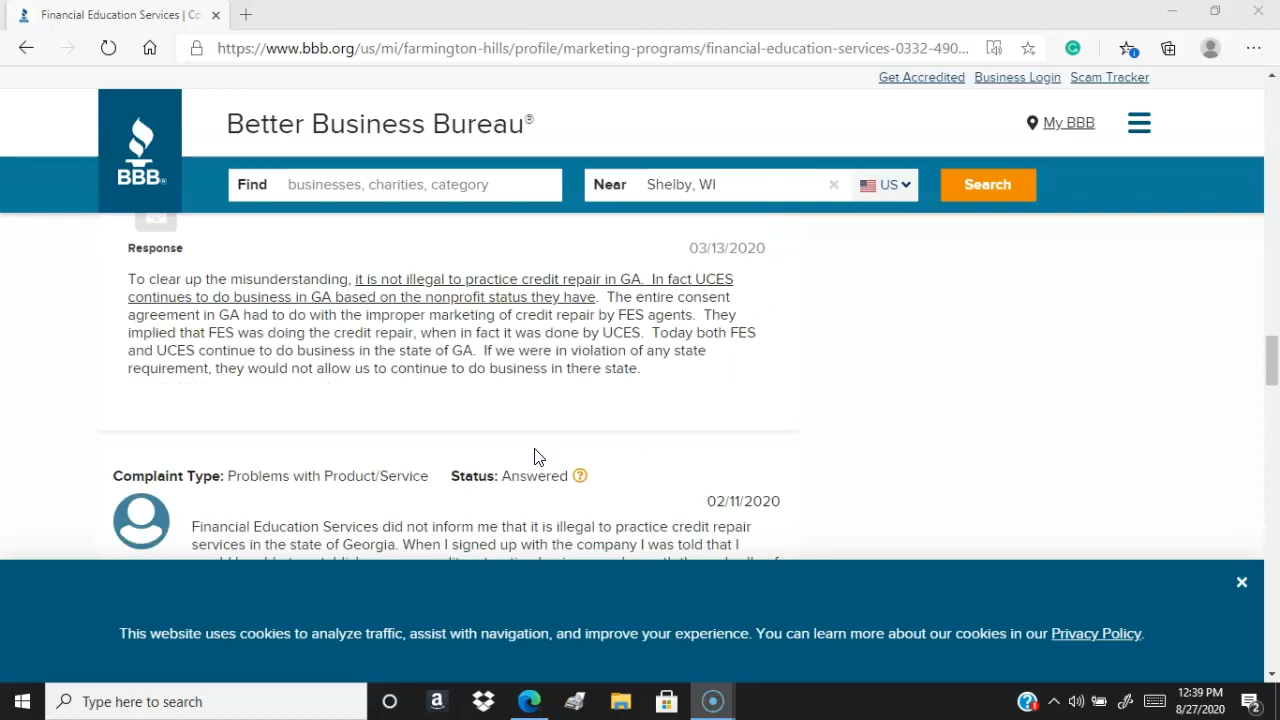 Financial Education Services | Co
https://www.bbb.org/us/mi/farmington-hills/profile/marketing-programs/financial-education-services-0332-490...
Get Accredited Business Login Scam Tracker
BBB®
Better Business Bureau®
My BBB
Find businesses, charities, category
Near Shelby, WI
US
Search
Response 03/13/2020
To clear up the misunderstanding, it is not illegal to practice credit repair in GA. In fact UCES
continues to do business in GA based on the nonprofit status they have. The entire consent
agreement in GA had to do with the improper marketing of credit repair by FES agents. They
implied that FES was doing the credit repair, when in fact it was done by UCES. Today both FES
and UCES continue to do business in the state of GA. If we were in violation of any state
requirement, they would not allow us to continue to do business in there state.
Complaint Type: Problems with Product/Service Status: Answered ?
02/11/2020
Financial Education Services did not inform me that it is illegal to practice credit repair
services in the state of Georgia. When I signed up with the company I was told that I
This website uses cookies to analyze traffic, assist with navigation, and improve your experience. You can learn more about our cookies in our Privacy Policy.
Type here to search
12:39 PM
8/27/2020
2